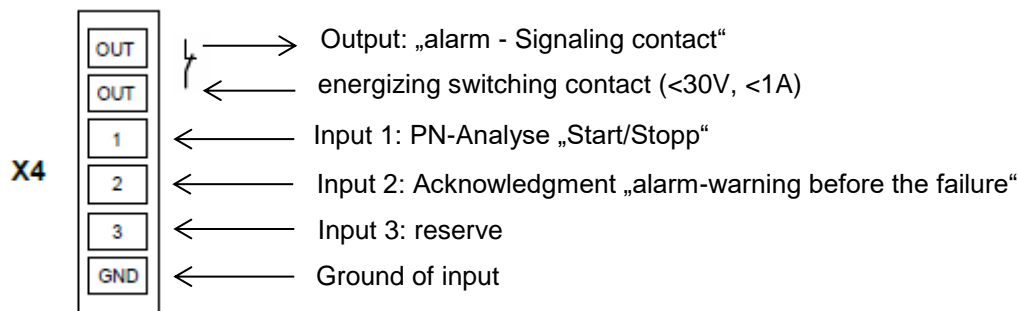 OUT Output: „alarm - Signaling contact“
OUT energizing switching contact (<30V, <1A)
1 Input 1: PN-Analyse „Start/Stopp“
X4
2 Input 2: Acknowledgment „alarm-warning before the failure“
3 Input 3: reserve
GND Ground of input